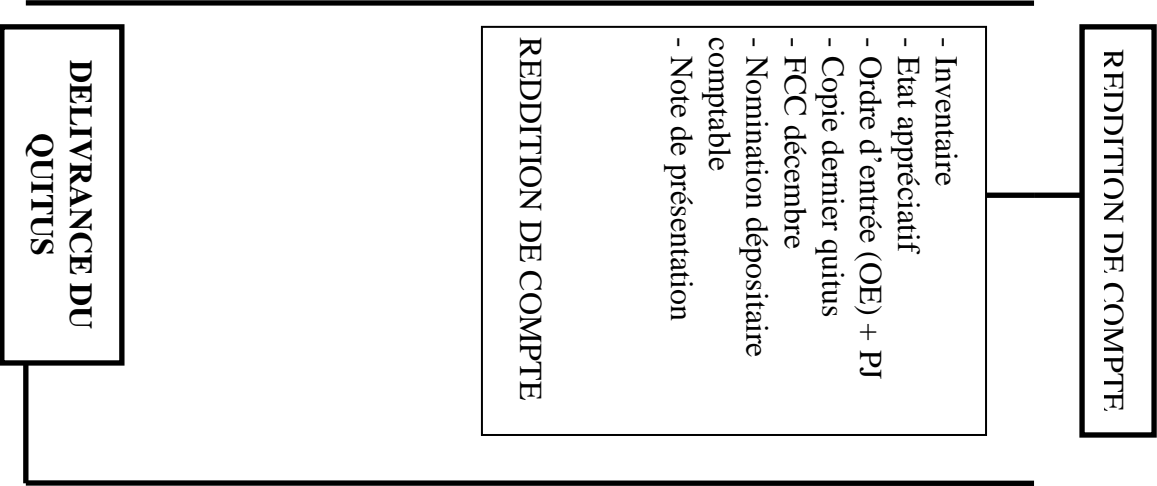 REDDITION DE COMPTE
- Inventaire
- Etat appréciatif
- Ordre d'entrée (OE) + PJ
- Copie dernier quitus
- FCC décembre
- Nomination dépositaire
comptable
- Note de présentation
REDDITION DE COMPTE
DELIVRANCE DU
QUITUS